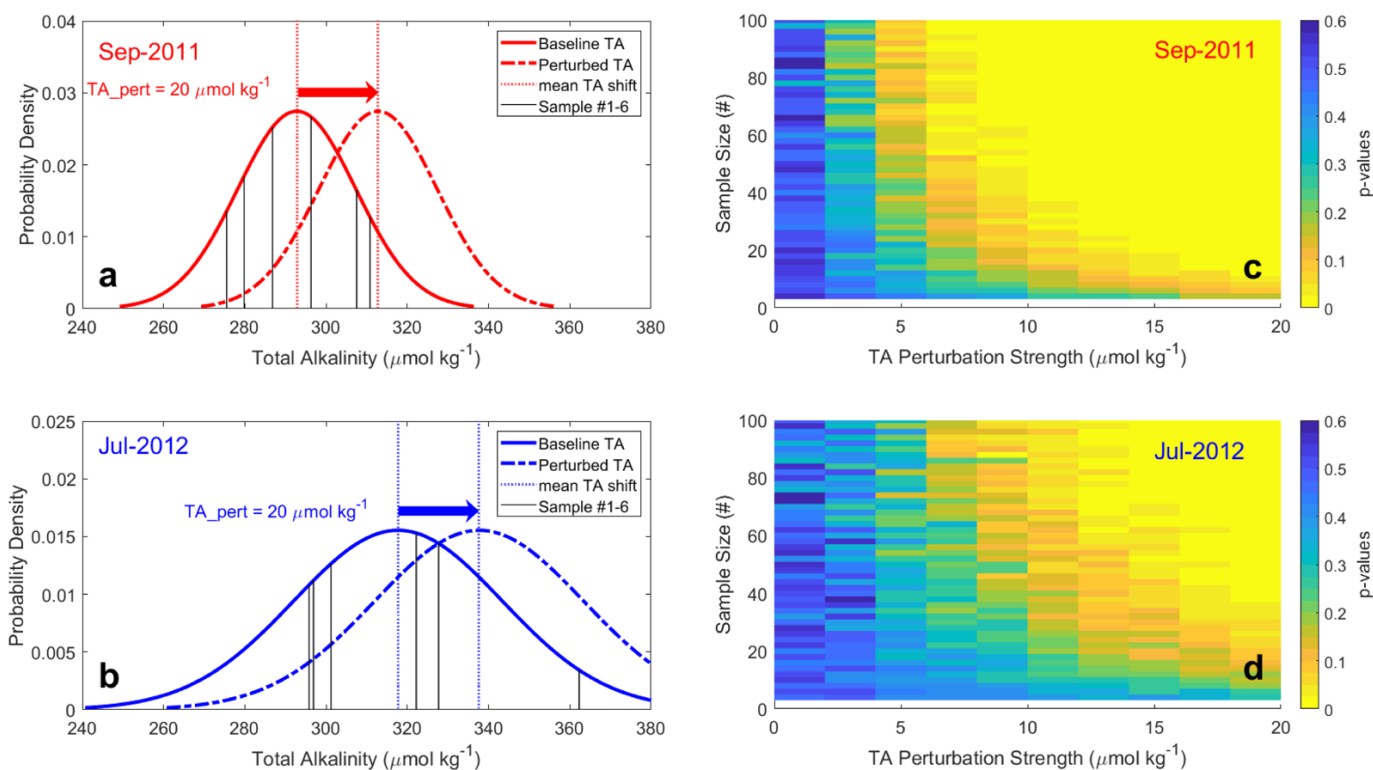 0.04
0.03
0.02
0.01
0
Probability Density
Sep-2011
TA_pert = 20 μmol kg-1
Baseline TA
Perturbed TA
mean TA shift
Sample #1-6
a
240 260 280 300 320 340 360 380
Total Alkalinity (μmol kg-1)
100
80
60
40
20
0
Sample Size (#)
Sep-2011
c
0 5 10 15 20
TA Perturbation Strength (μmol kg-1)
0.6
0.5
0.4
0.3
0.2
0.1
0
p-values
0.025
0.02
0.015
0.01
0.005
0
Probability Density
Jul-2012
TA_pert = 20 μmol kg-1
Baseline TA
Perturbed TA
mean TA shift
Sample #1-6
b
240 260 280 300 320 340 360 380
Total Alkalinity (μmol kg-1)
100
80
60
40
20
0
Sample Size (#)
Jul-2012
d
0 5 10 15 20
TA Perturbation Strength (μmol kg-1)
0.6
0.5
0.4
0.3
0.2
0.1
0
p-values